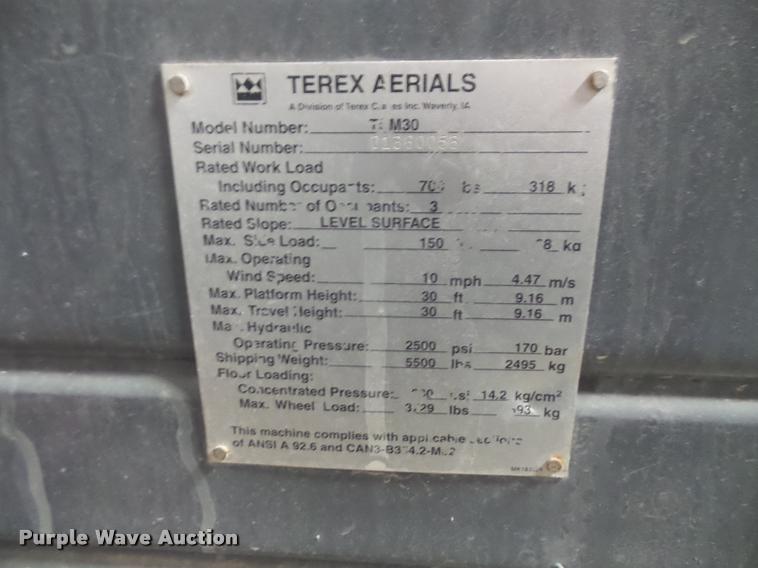 TEREX AERIALS
A Division of Terex Inc. Waverly, IA
Model Number: M30
Serial Number:
Rated Work Load
Including Occupants: lbs 318
Rated Number of Occupants: 3
Rated Slope: LEVEL SURFACE
Max. Side Load: 150 kg
Max. Operating
Wind Speed: 10 mph 4.47 m/s
Max. Platform Height: 30 ft 9.16 m
Max. Travel Height: 30 ft 9.16 m
Max. Hydraulic
Operating Pressure: 2500 psi 170 bar
Shipping Weight: 5500 lbs 2495 kg
Floor Loading:
Concentrated Pressure: psi 14.2 kg/cm²
Max. Wheel Load: lbs kg
This machine complies with applicable sections
of ANSI A 92.6 and
Purple Wave Auction